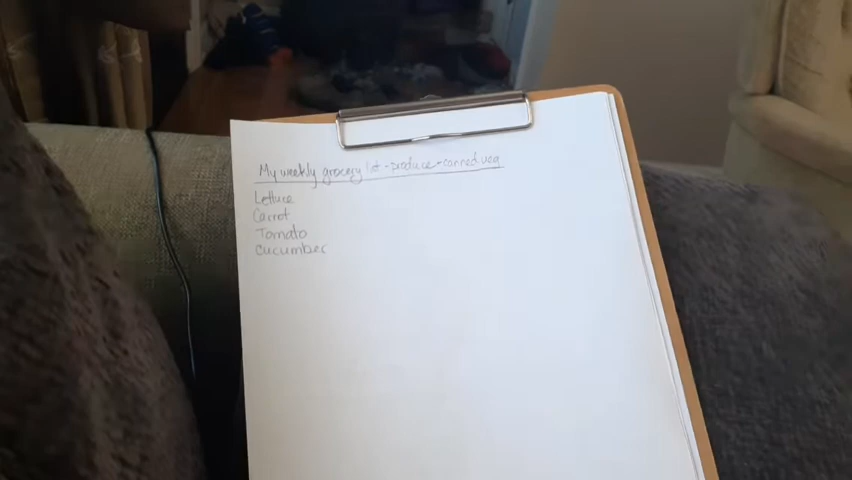 My weekly grocery list - produce - canned veg
Lettuce
Carrot
Tomato
cucumber